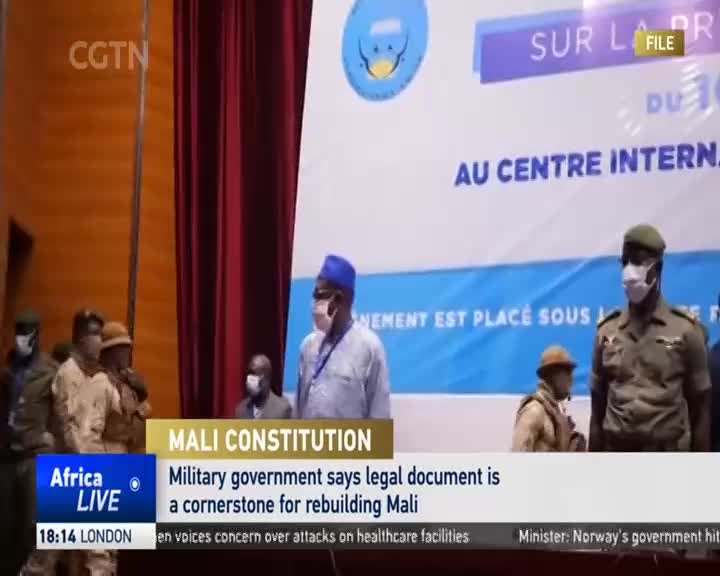 CGTN
FILE
SUR LA PR
DU 1
AU CENTRE INTERNA
NEMENT EST PLACÉ SOUS
MALI CONSTITUTION
Military government says legal document is
a cornerstone for rebuilding Mali
Africa
LIVE
18:14 LONDON
en voices concern over attacks on healthcare facilities
Minister: Norway's government hit